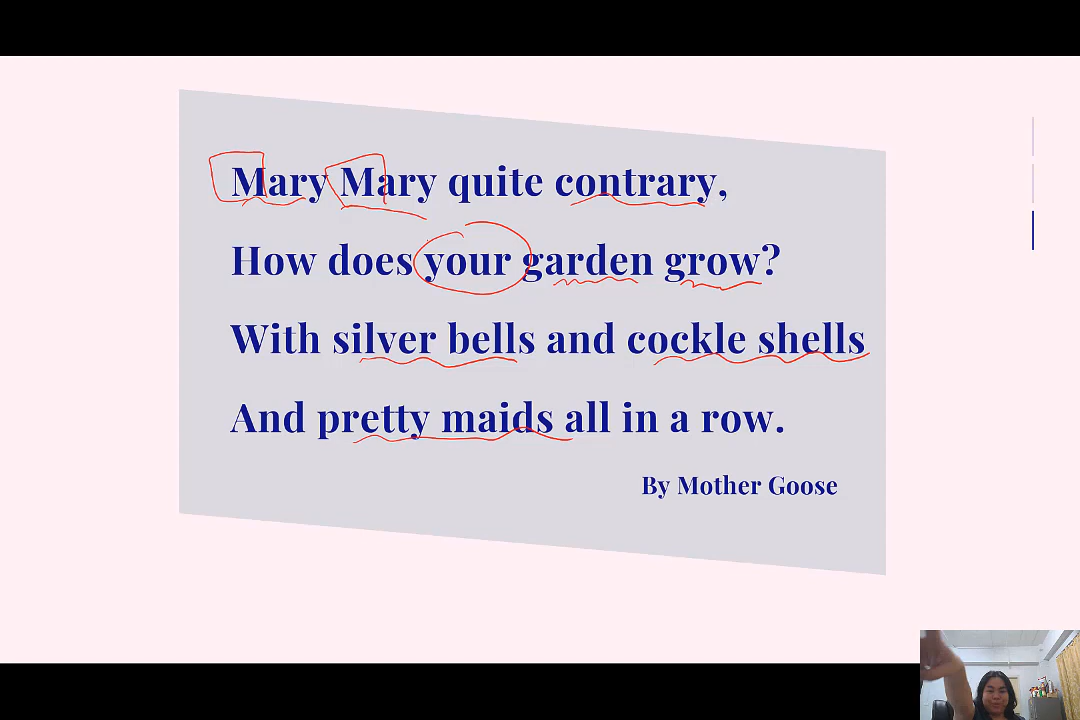 Mary Mary quite contrary,
How does your garden grow?
With silver bells and cockle shells
And pretty maids all in a row.
By Mother Goose